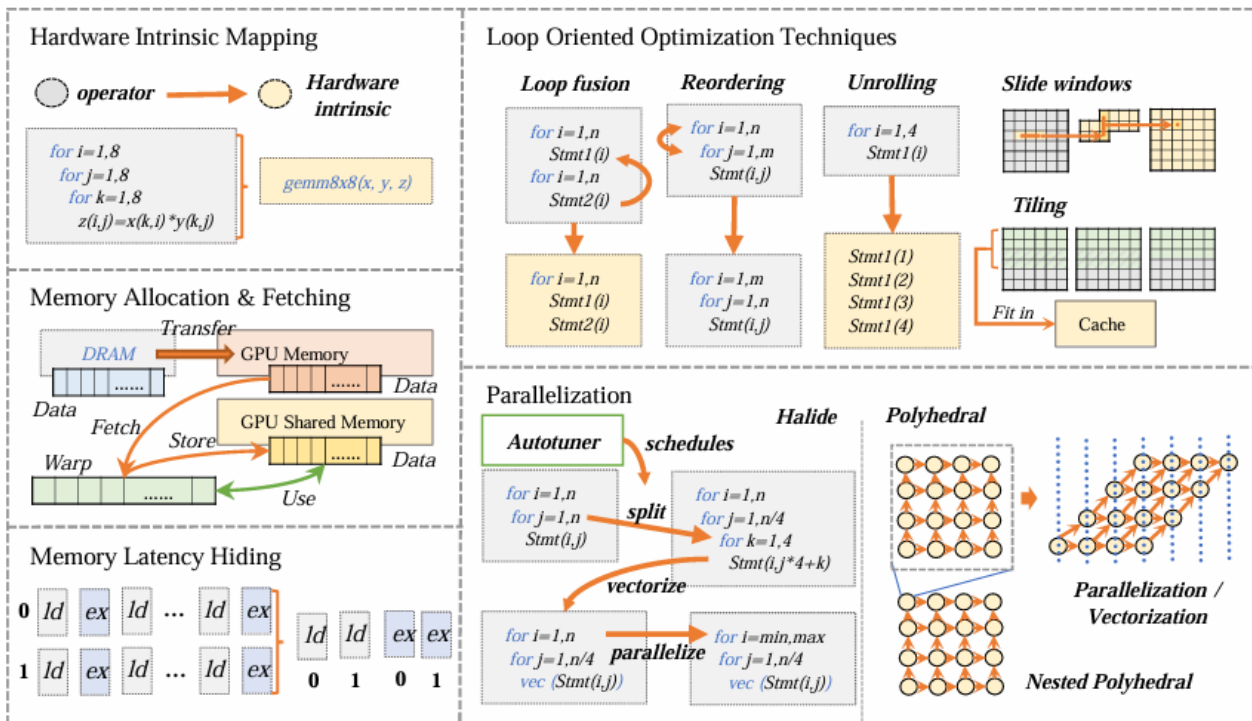 Hardware Intrinsic Mapping
operator
Hardware
intrinsic
for i=1,8
for j=1,8
for k=1,8
z(i,j)=x(k,i)*y(k,j)
gemm8x8(x, y, z)
Memory Allocation & Fetching
Transfer
DRAM
GPU Memory
......
......
Data
Data
Fetch
GPU Shared Memory
Store
......
Data
Warp
......
Use
Memory Latency Hiding
0 ld ex ld ... ld ex
1 ld ex ld ... ld ex
ld ld ex ex
0 1 0 1
Loop Oriented Optimization Techniques
Loop fusion
for i=1,n
Stmt1(i)
for i=1,n
Stmt2(i)
for i=1,n
Stmt1(i)
Stmt2(i)
Reordering
for i=1,n
for j=1,m
Stmt(i,j)
for i=1,m
for j=1,n
Stmt(i,j)
Unrolling
for i=1,4
Stmt1(i)
Stmt1(1)
Stmt1(2)
Stmt1(3)
Stmt1(4)
Slide windows
Tiling
Fit in
Cache
Parallelization
Halide
Autotuner
schedules
for i=1,n
for j=1,n
Stmt(i,j)
split
for i=1,n
for j=1,n/4
for k=1,4
Stmt(i,j*4+k)
vectorize
for i=1,n
for j=1,n/4
vec (Stmt(i,j))
parallelize
for i=min,max
for j=1,n/4
vec (Stmt(i,j))
Polyhedral
Parallelization /
Vectorization
Nested Polyhedral